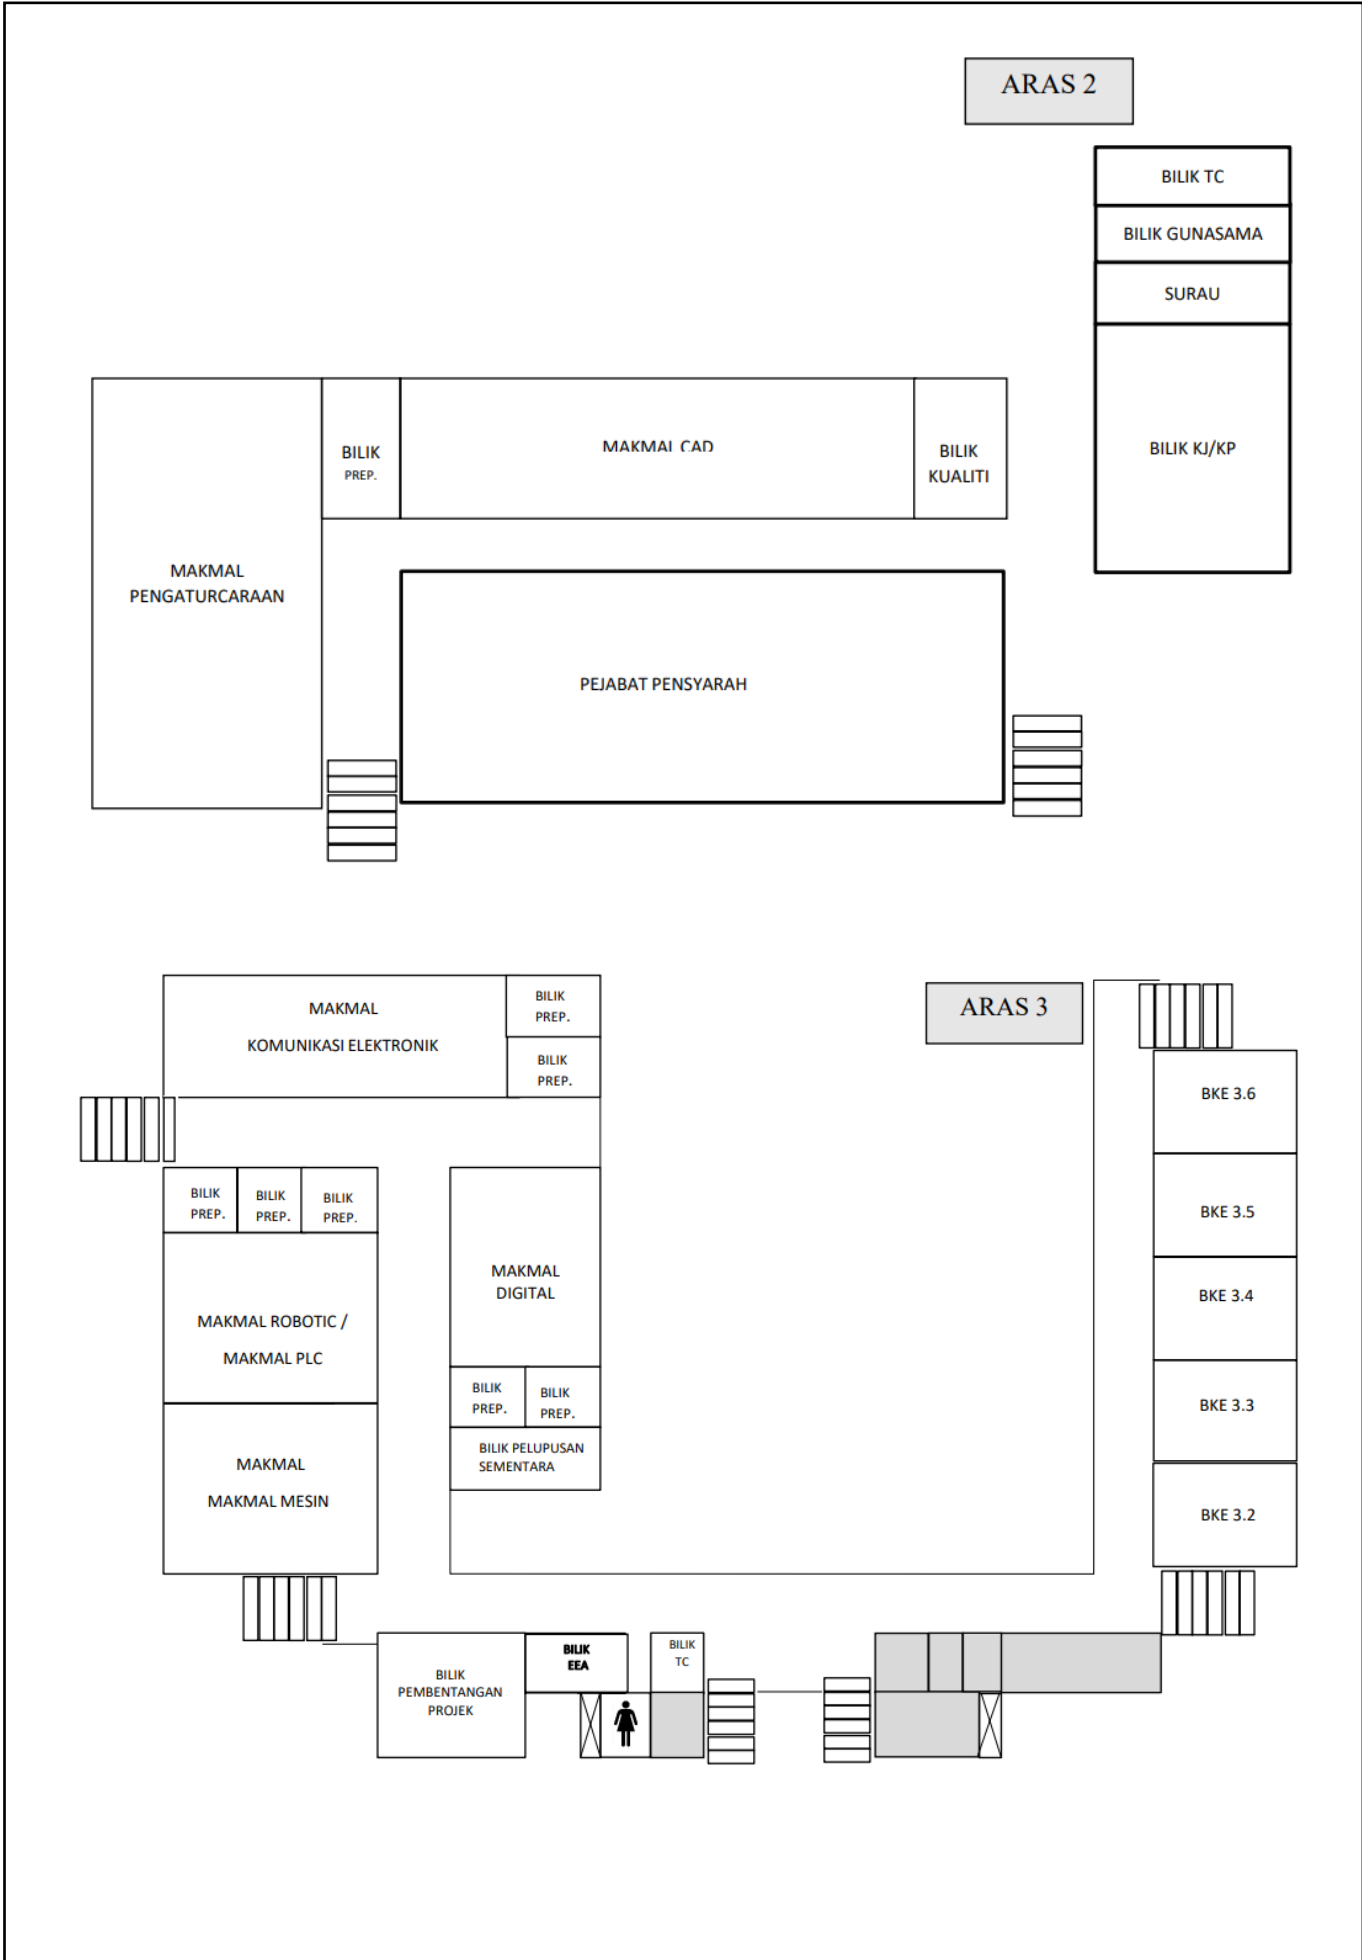 ARAS 2
BILIK TC
BILIK GUNASAMA
SURAU
BILIK KJ/KP
BILIK
PREP.
MAKMAL CAD
BILIK
KUALITI
MAKMAL
PENGATURCARAAN
PEJABAT PENSYARAH
ARAS 3
MAKMAL
KOMUNIKASI ELEKTRONIK
BILIK
PREP.
BILIK
PREP.
BILIK
PREP.
BILIK
PREP.
BILIK
PREP.
MAKMAL ROBOTIC /
MAKMAL PLC
MAKMAL
MAKMAL MESIN
MAKMAL
DIGITAL
BILIK
PREP.
BILIK
PREP.
BILIK PELUPUSAN
SEMENTARA
BKE 3.6
BKE 3.5
BKE 3.4
BKE 3.3
BKE 3.2
BILIK
PEMBENTANGAN
PROJEK
BILIK
EEA
BILIK
TC